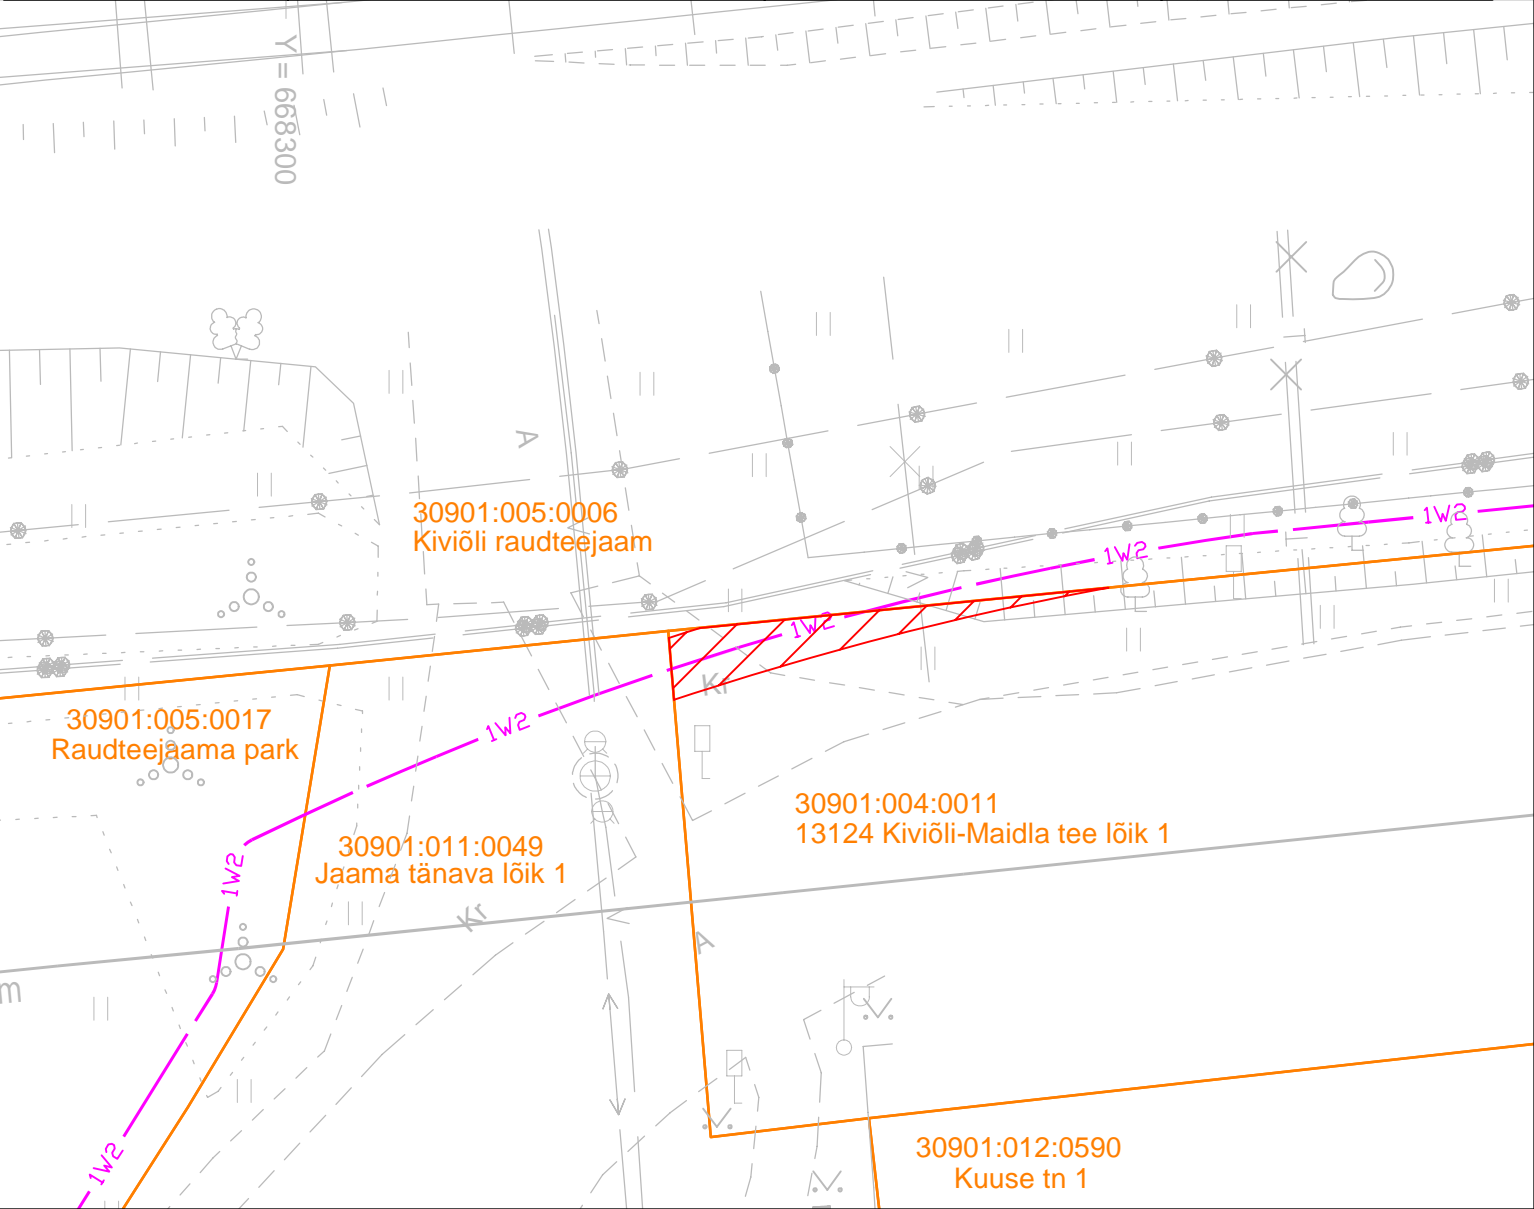 Y = 668300
A
30901:005:0006
Kiviõli raudteejaam
1W2
1W2
1W2
Kr
30901:005:0017
Raudteejaama park
1W2
30901:004:0011
13124 Kiviõli-Maidla tee lõik 1
30901:011:0049
Jaama tänava lõik 1
1W2
Kr
A
m
30901:012:0590
Kuuse tn 1
1W2